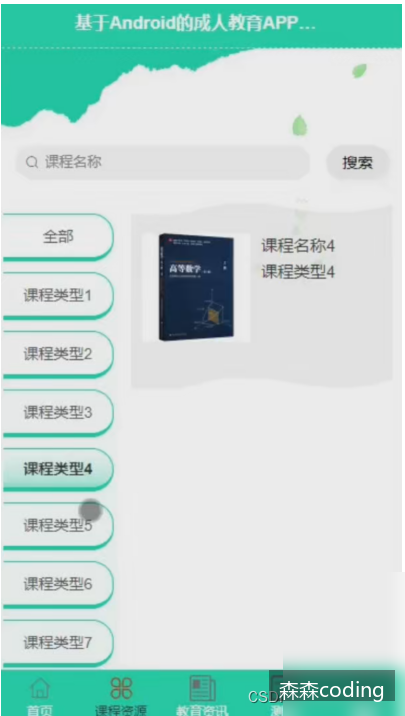 基于Android的成人教育APP...
课程名称
搜索
全部
课程类型1
课程类型2
课程类型3
课程类型4
课程类型5
课程类型6
课程类型7
高等数学
课程名称4
课程类型4
首页
课程资源
教育资讯
CSD
森森coding